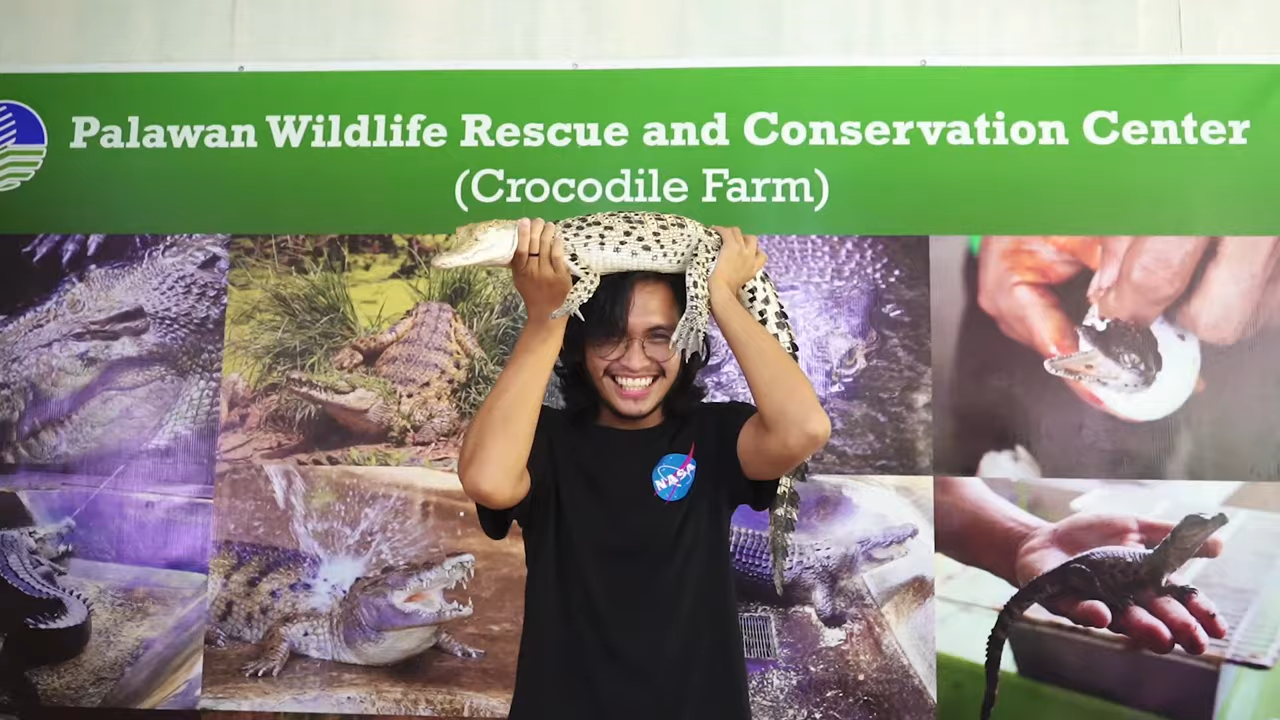 Palawan Wildlife Rescue and Conservation Center
(Crocodile Farm)
NASA